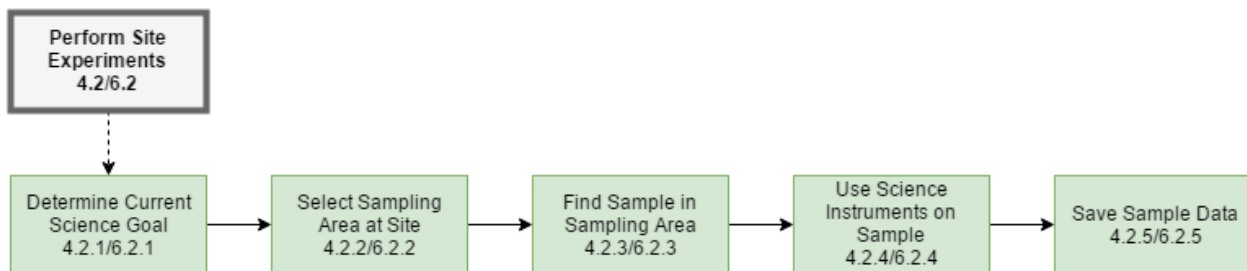 Perform Site
Experiments
4.2/6.2
Determine Current
Science Goal
4.2.1/6.2.1
Select Sampling
Area at Site
4.2.2/6.2.2
Find Sample in
Sampling Area
4.2.3/6.2.3
Use Science
Instruments on
Sample
4.2.4/6.2.4
Save Sample Data
4.2.5/6.2.5